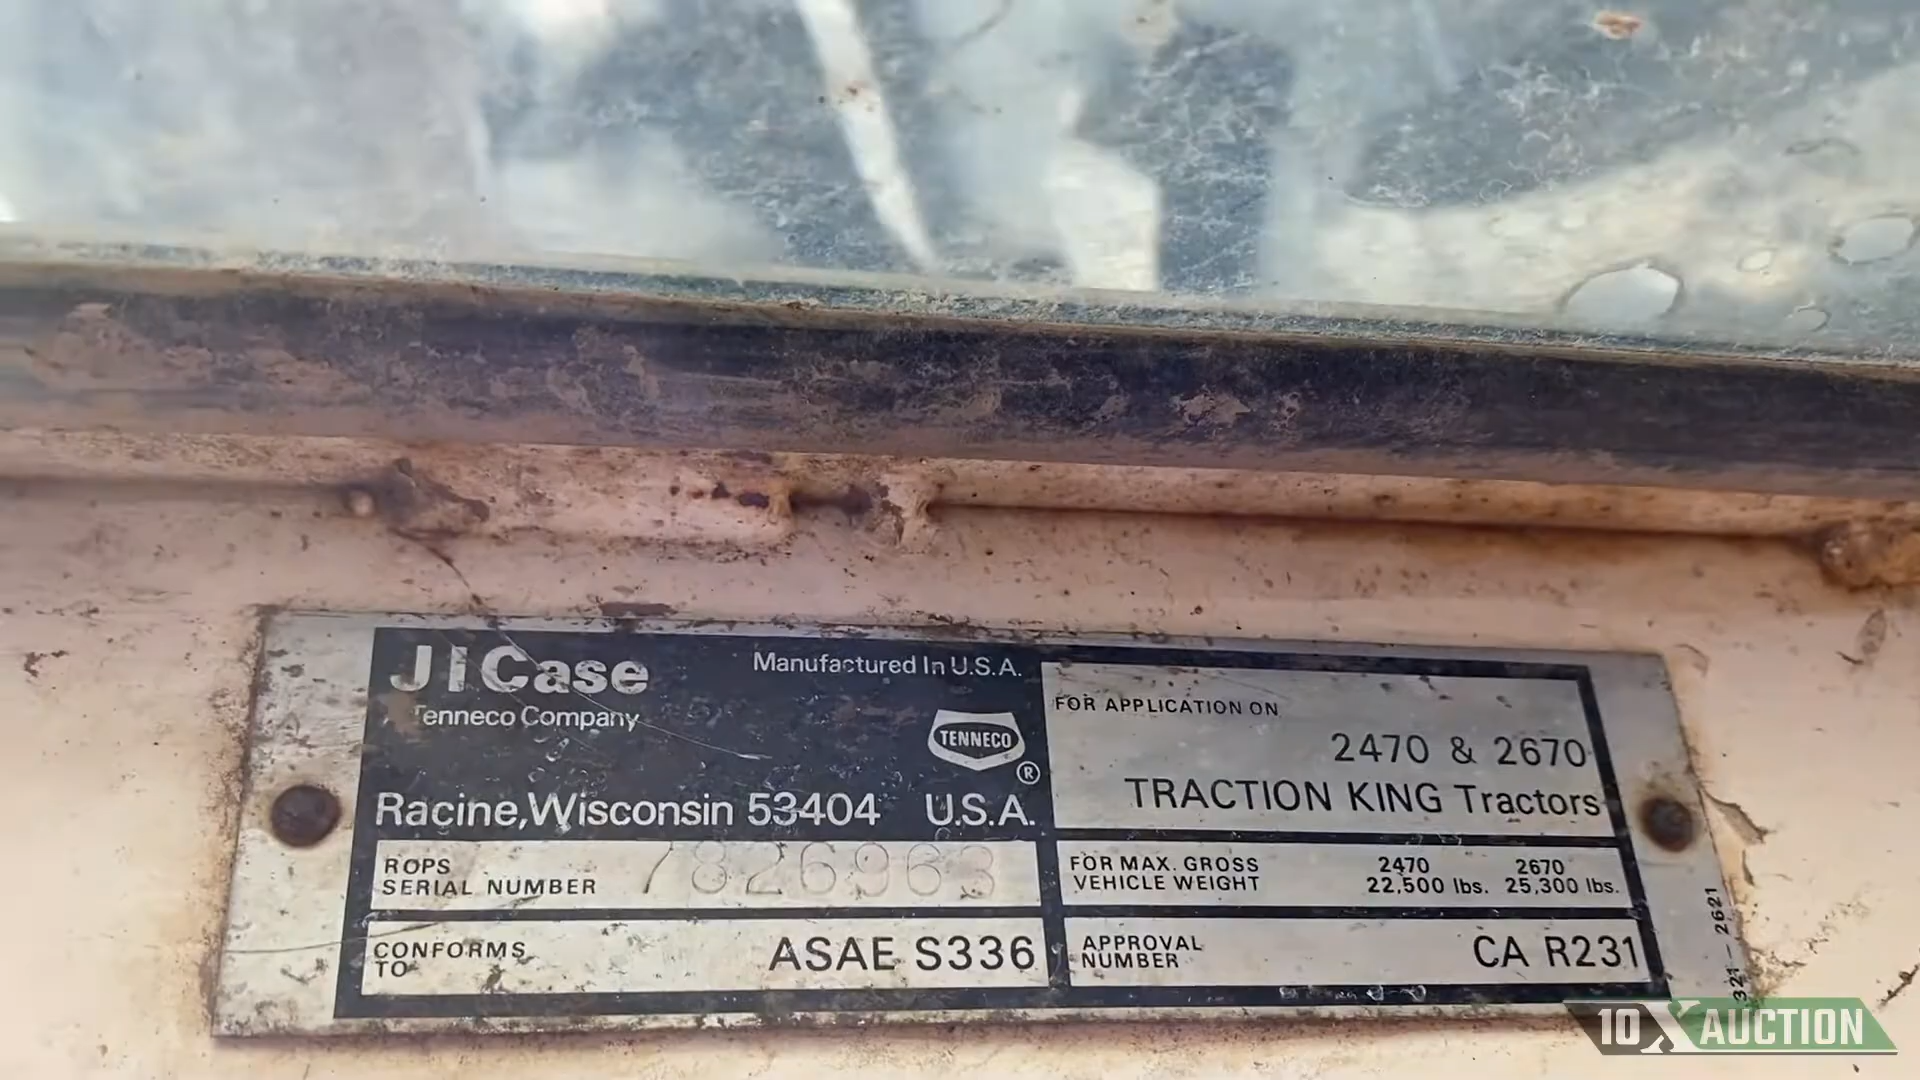 J I Case
Tenneco Company
Manufactured In U.S.A.
TENNECO
®
Racine, Wisconsin 53404 U.S.A.
FOR APPLICATION ON
2470 & 2670
TRACTION KING Tractors
ROPS
SERIAL NUMBER 7826963
FOR MAX. GROSS
VEHICLE WEIGHT
2470 2670
22,500 lbs. 25,300 lbs.
CONFORMS
TO
ASAE S336
APPROVAL
NUMBER
CA R231
321-2621
10X AUCTION